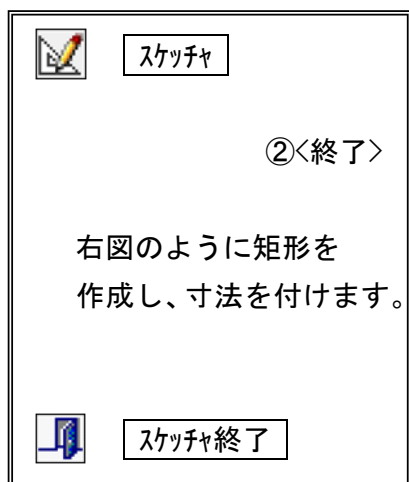 ｽｹｯﾁｬ
②<終了>
右図のように矩形を
作成し、寸法を付けます。
ｽｹｯﾁｬ終了